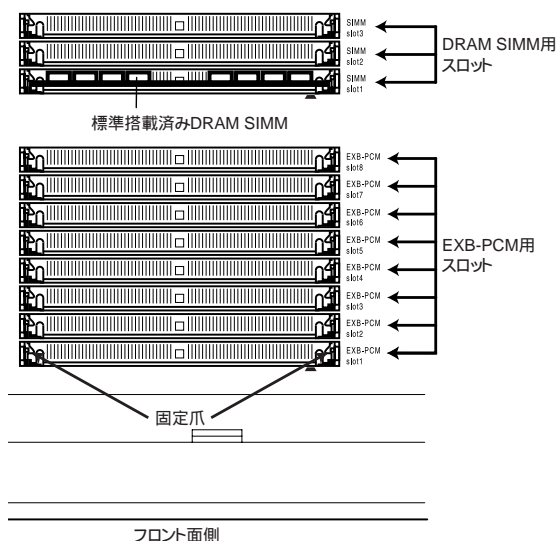 SIMM
slot3
SIMM
slot2
SIMM
slot1
DRAM SIMM用
スロット
標準搭載済みDRAM SIMM
EXB-PCM
slot8
EXB-PCM
slot7
EXB-PCM
slot6
EXB-PCM
slot5
EXB-PCM
slot4
EXB-PCM
slot3
EXB-PCM
slot2
EXB-PCM
slot1
EXB-PCM用
スロット
固定爪
フロント面側